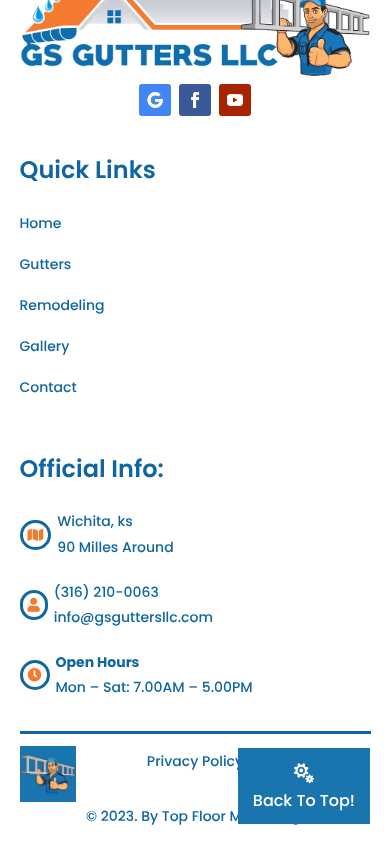 GS GUTTERS LLC
Quick Links
Home
Gutters
Remodeling
Gallery
Contact
Official Info:
Wichita, ks
90 Milles Around
(316) 210-0063
info@gsguttersllc.com
Open Hours
Mon – Sat: 7.00AM – 5.00PM
Privacy Policy
Back To Top!
© 2023. By Top Floor